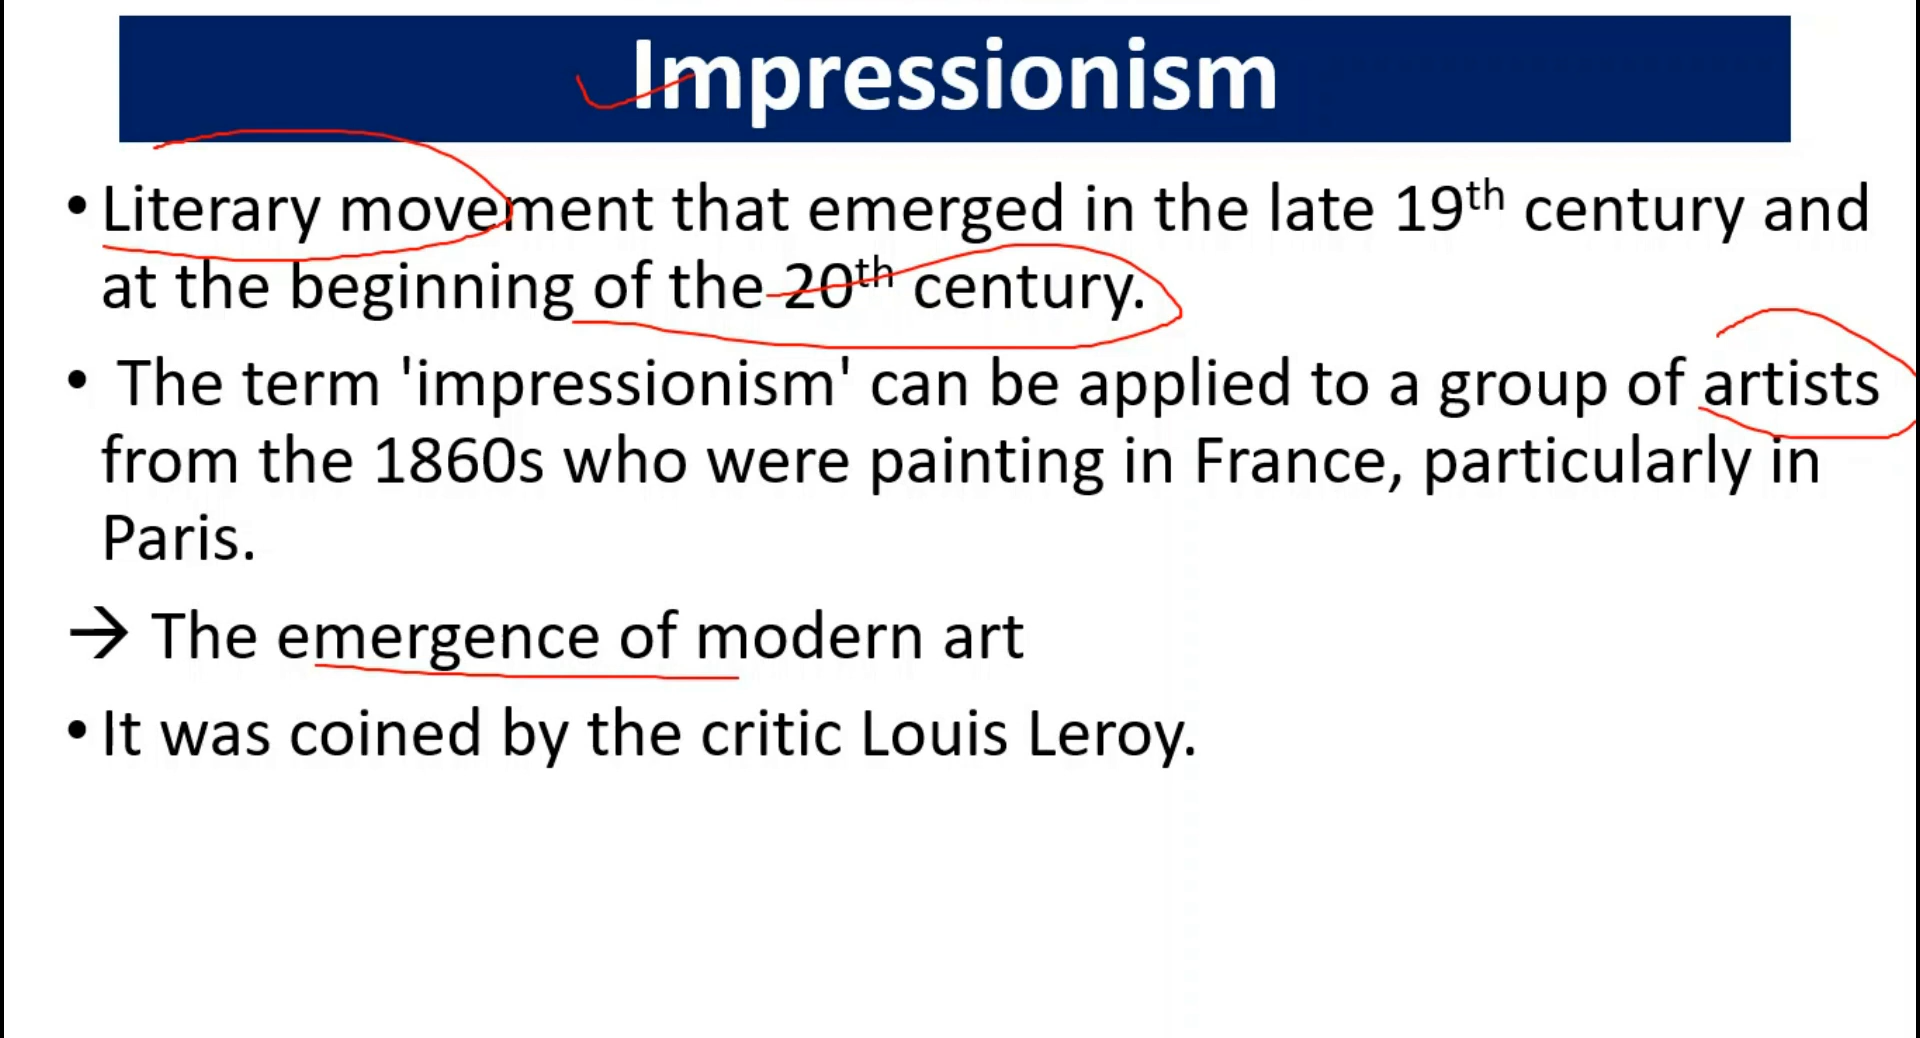 Impressionism
• Literary movement that emerged in the late 19th century and
at the beginning of the 20th century.
• The term 'impressionism' can be applied to a group of artists
from the 1860s who were painting in France, particularly in
Paris.
→ The emergence of modern art
• It was coined by the critic Louis Leroy.